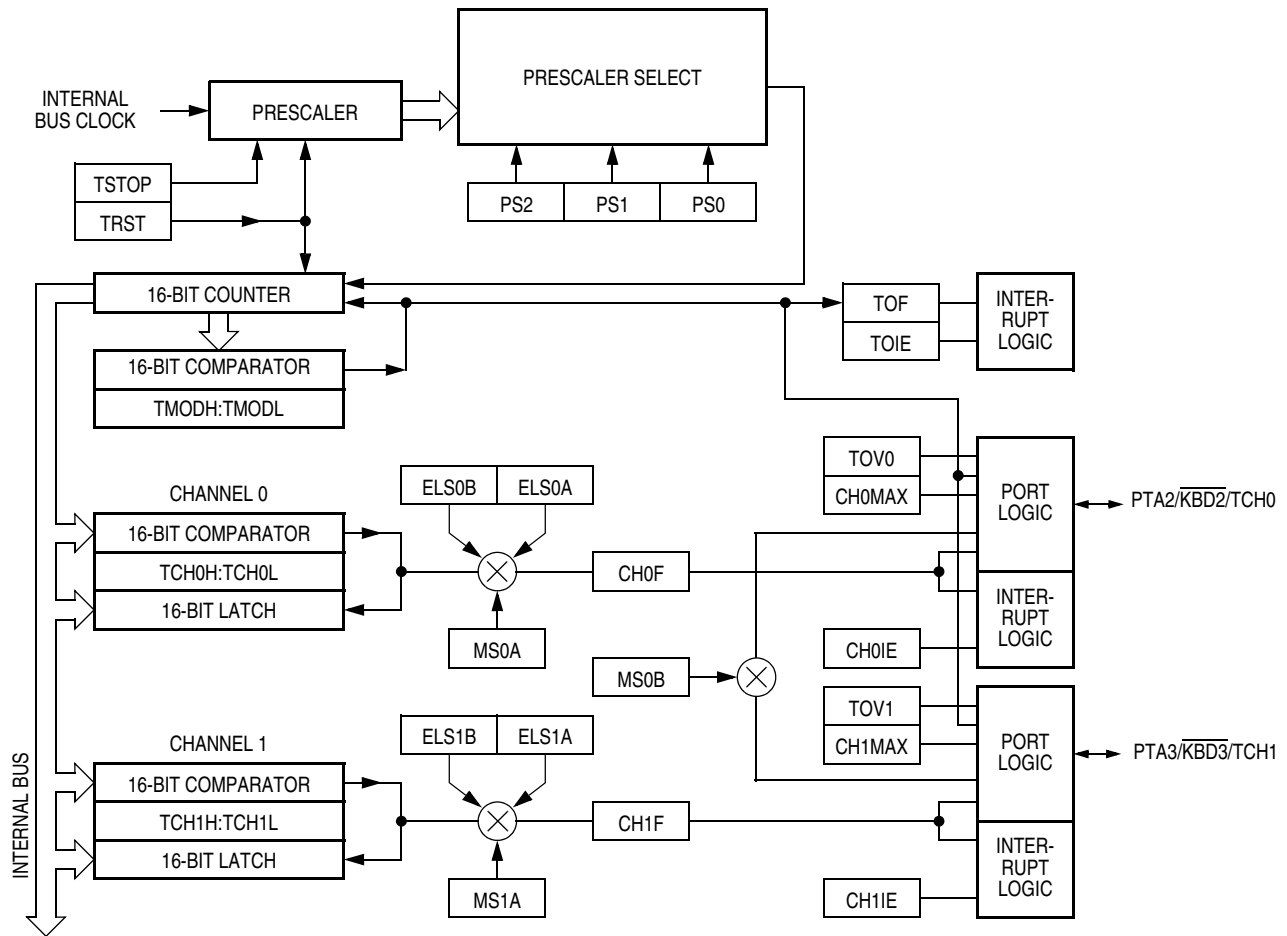 PRESCALER SELECT
INTERNAL
BUS CLOCK
PRESCALER
TSTOP
TRST
PS2 PS1 PS0
16-BIT COUNTER
16-BIT COMPARATOR
TMODH:TMODL
TOF
TOIE
INTER-
RUPT
LOGIC
CHANNEL 0
16-BIT COMPARATOR
TCH0H:TCH0L
16-BIT LATCH
ELS0B ELS0A
MS0A
CH0F
TOV0
CH0MAX
PORT
LOGIC
PTA2/KBD2/TCH0
INTER-
RUPT
LOGIC
CH0IE
MS0B
CHANNEL 1
16-BIT COMPARATOR
TCH1H:TCH1L
16-BIT LATCH
ELS1B ELS1A
MS1A
CH1F
TOV1
CH1MAX
PORT
LOGIC
PTA3/KBD3/TCH1
INTER-
RUPT
LOGIC
CH1IE
INTERNAL BUS